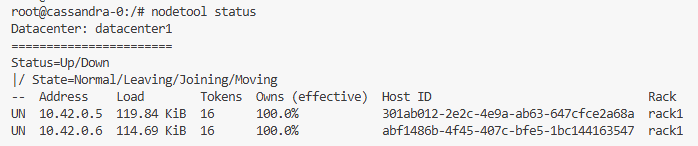 root@cassandra-0:/# nodetool status
Datacenter: datacenter1
=======================
Status=Up/Down
|/ State=Normal/Leaving/Joining/Moving
--  Address    Load        Tokens  Owns (effective)  Host ID                               Rack
UN  10.42.0.5  119.84 KiB  16      100.0%            301ab012-2e2c-4e9a-ab63-647cfce2a68a  rack1
UN  10.42.0.6  114.69 KiB  16      100.0%            abf1486b-4f45-407c-bfe5-1bc144163547  rack1